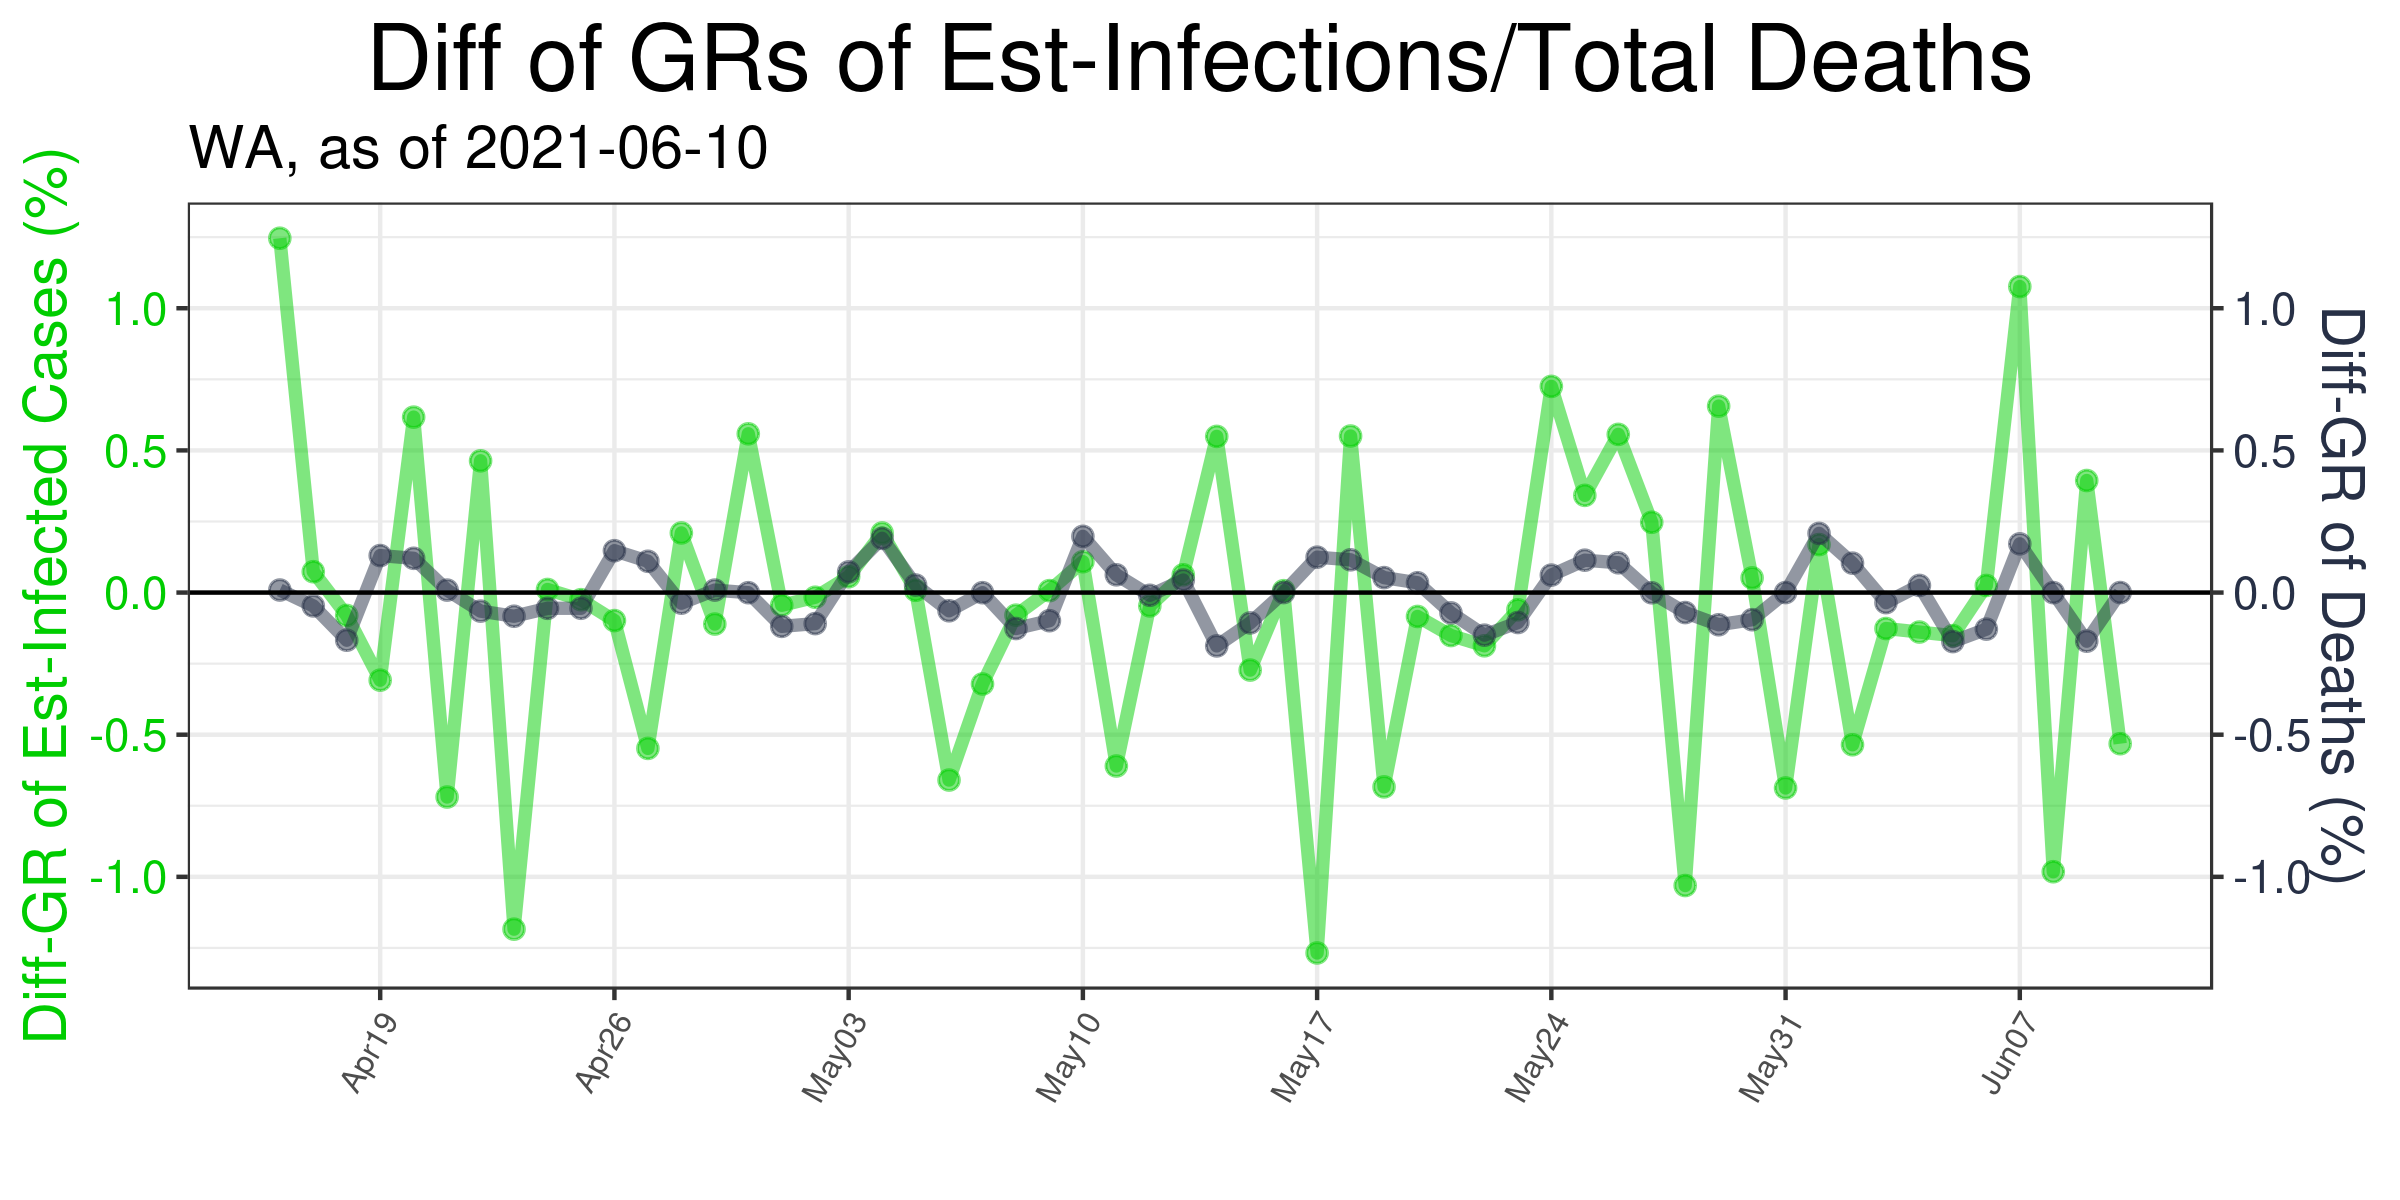 Diff of GRs of Est-Infections/Total Deaths
WA, as of 2021-06-10
Diff-GR of Est-Infected Cases (%)
1.0
0.5
0.0
-0.5
-1.0
1.0
0.5
0.0
-0.5
-1.0
Diff-GR of Deaths (%)
Apr19
Apr26
May03
May10
May17
May24
May31
Jun07